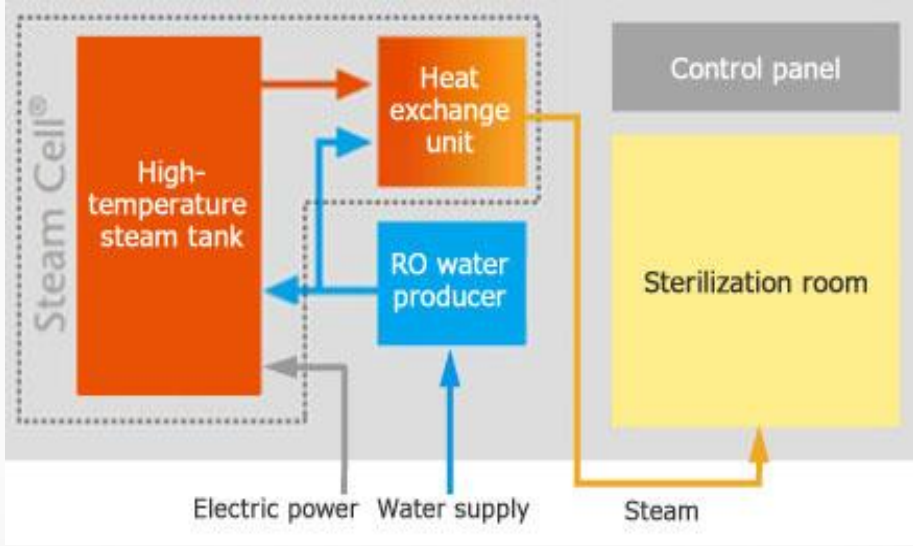 Steam Cell®
High-
temperature
steam tank
Heat
exchange
unit
RO water
producer
Control panel
Sterilization room
Electric power
Water supply
Steam